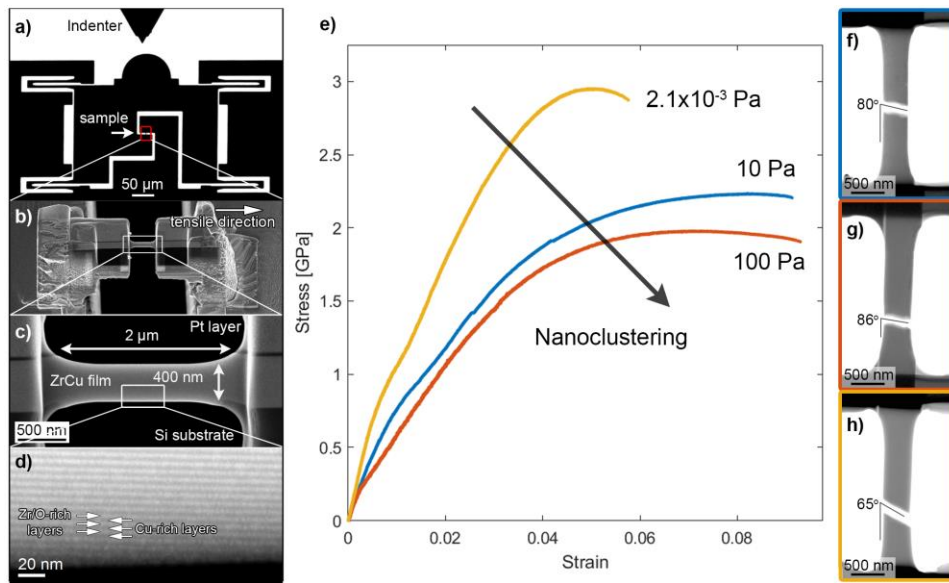 a)
Indenter
sample
50 µm
b)
tensile direction
c)
Pt layer
2 µm
ZrCu film
400 nm
500 nm
Si substrate
d)
Zr/O-rich
layers
Cu-rich layers
20 nm
e)
Stress [GPa]
3
2.5
2
1.5
1
0.5
0
0
0.02
0.04
0.06
0.08
Strain
2.1x10⁻³ Pa
10 Pa
100 Pa
Nanoclustering
f)
80°
500 nm
g)
86°
500 nm
h)
65°
500 nm